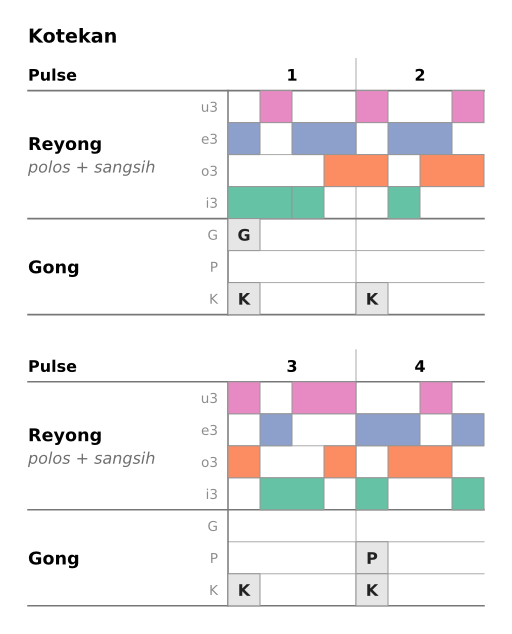 Kotekan
Pulse 1 2
u3
e3
Reyong
polos + sangsih
o3
i3
G G
Gong
P
K K K
Pulse 3 4
u3
e3
Reyong
polos + sangsih
o3
i3
G
Gong
P P
K K K